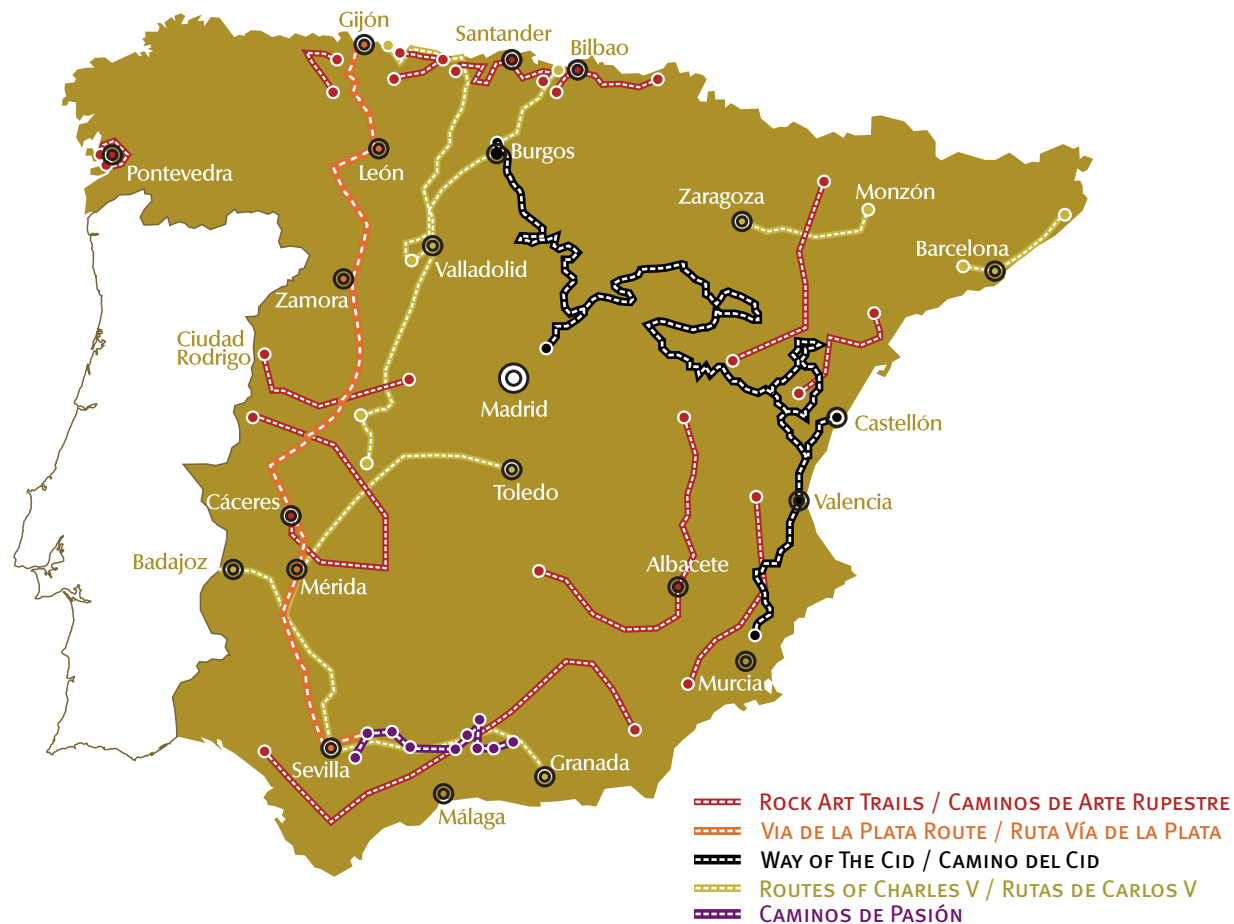 Gijón
Santander
Bilbao
Pontevedra
León
Burgos
Zaragoza
Monzón
Barcelona
Valladolid
Zamora
Ciudad
Rodrigo
Madrid
Castellón
Toledo
Cáceres
Valencia
Badajoz
Mérida
Albacete
Murcia
Sevilla
Granada
Málaga
Rock Art Trails / Caminos de Arte Rupestre
Via de la Plata Route / Ruta Vía de la Plata
Way of The Cid / Camino del Cid
Routes of Charles V / Rutas de Carlos V
Caminos de Pasión